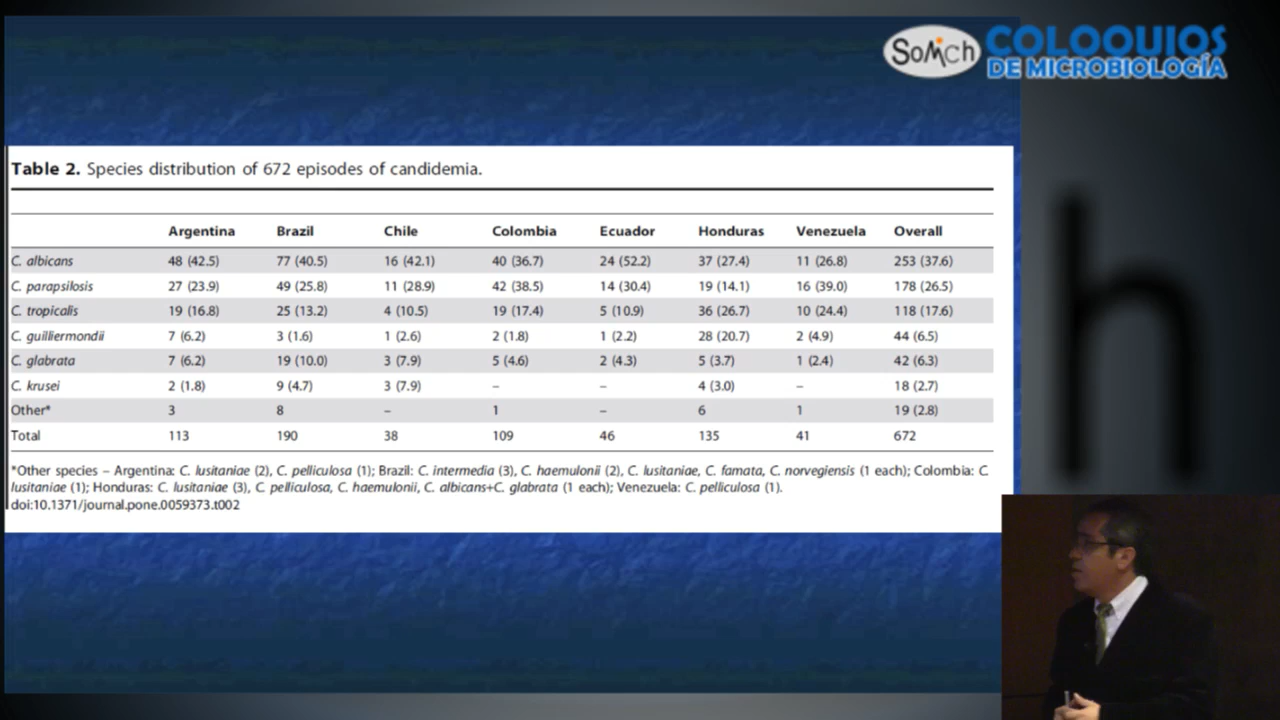 SoMich COLOQUIOS
DE MICROBIOLOGÍA
Table 2. Species distribution of 672 episodes of candidemia.
Argentina Brazil Chile Colombia Ecuador Honduras Venezuela Overall
C. albicans 48 (42.5) 77 (40.5) 16 (42.1) 40 (36.7) 24 (52.2) 37 (27.4) 11 (26.8) 253 (37.6)
C. parapsilosis 27 (23.9) 49 (25.8) 11 (28.9) 42 (38.5) 14 (30.4) 19 (14.1) 16 (39.0) 178 (26.5)
C. tropicalis 19 (16.8) 25 (13.2) 4 (10.5) 19 (17.4) 5 (10.9) 36 (26.7) 10 (24.4) 118 (17.6)
C. guilliermondii 7 (6.2) 3 (1.6) 1 (2.6) 2 (1.8) 1 (2.2) 28 (20.7) 2 (4.9) 44 (6.5)
C. glabrata 7 (6.2) 19 (10.0) 3 (7.9) 5 (4.6) 2 (4.3) 5 (3.7) 1 (2.4) 42 (6.3)
C. krusei 2 (1.8) 9 (4.7) 3 (7.9) – – 4 (3.0) – 18 (2.7)
Other* 3 8 – 1 – 6 1 19 (2.8)
Total 113 190 38 109 46 135 41 672
*Other species – Argentina: C. lusitaniae (2), C. pelliculosa (1); Brazil: C. intermedia (3), C. haemulonii (2), C. lusitaniae, C. famata, C. norvegiensis (1 each); Colombia: C.
lusitaniae (1); Honduras: C. lusitaniae (3), C. pelliculosa, C. haemulonii, C. albicans+C. glabrata (1 each); Venezuela: C. pelliculosa (1).
doi:10.1371/journal.pone.0059373.t002
h